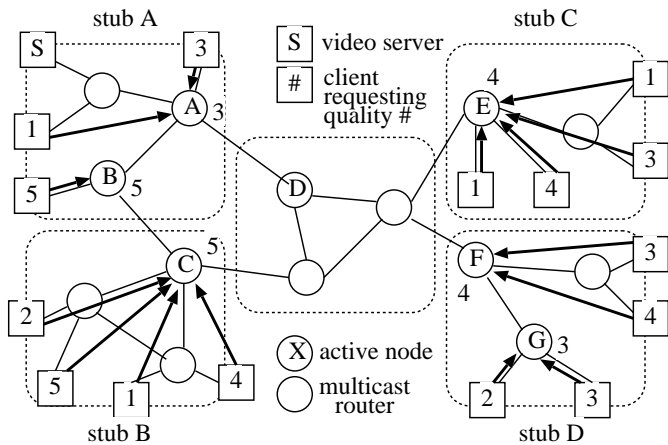 stub A
stub C
S
3
S video server
# client
requesting
quality #
A
3
1
5
B
5
D
4
E
1
3
1
4
5
C
2
5
1
4
F
4
3
4
G
3
2
3
X active node
multicast
router
stub B
stub D